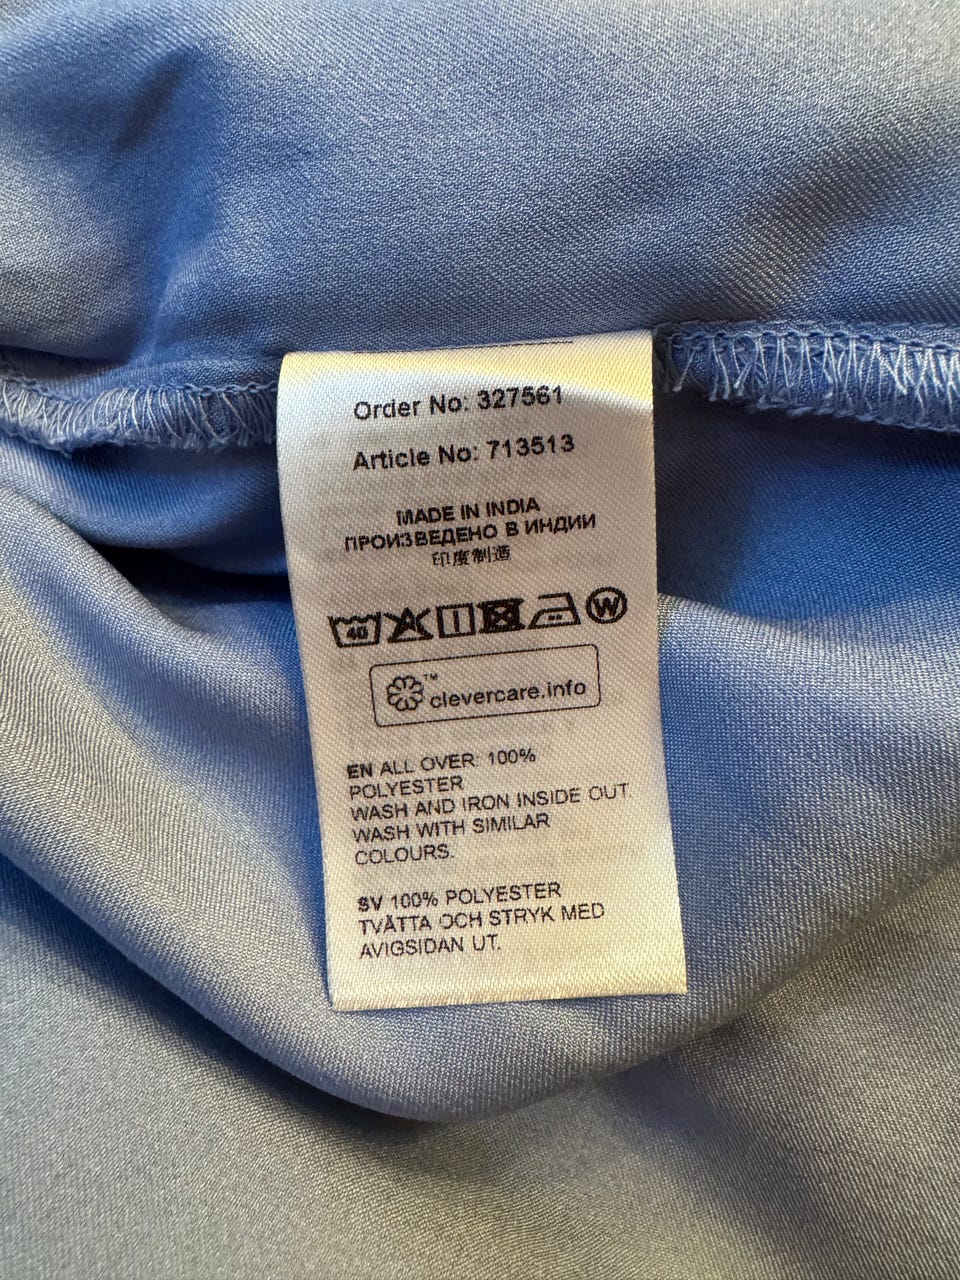 Order No: 327561
Article No: 713513
MADE IN INDIA
ПРОИЗВЕДЕНО В ИНДИИ
印度制造
40 W
™ clevercare.info
EN ALL OVER: 100%
POLYESTER
WASH AND IRON INSIDE OUT.
WASH WITH SIMILAR
COLOURS.
SV 100% POLYESTER
TVÄTTA OCH STRYK MED
AVIGSIDAN UT.